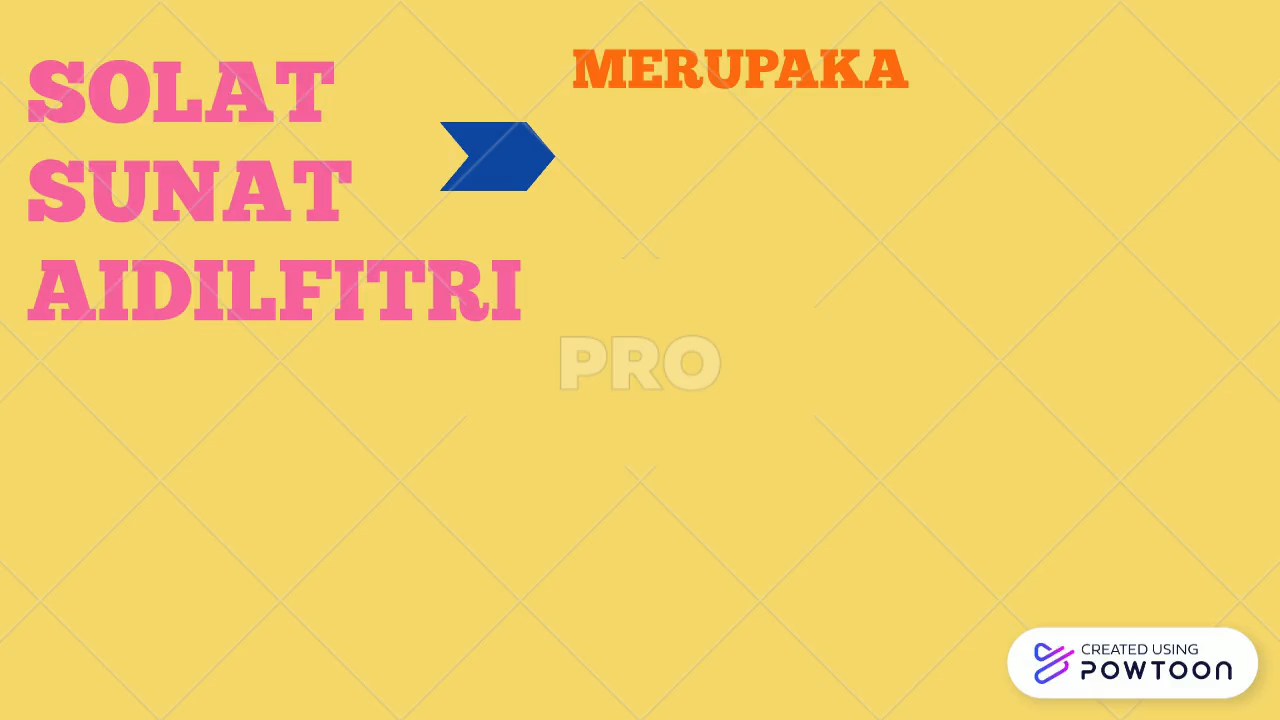 SOLAT
SUNAT
AIDILFITRI
MERUPAKA
PRO
CREATED USING
POWTOON